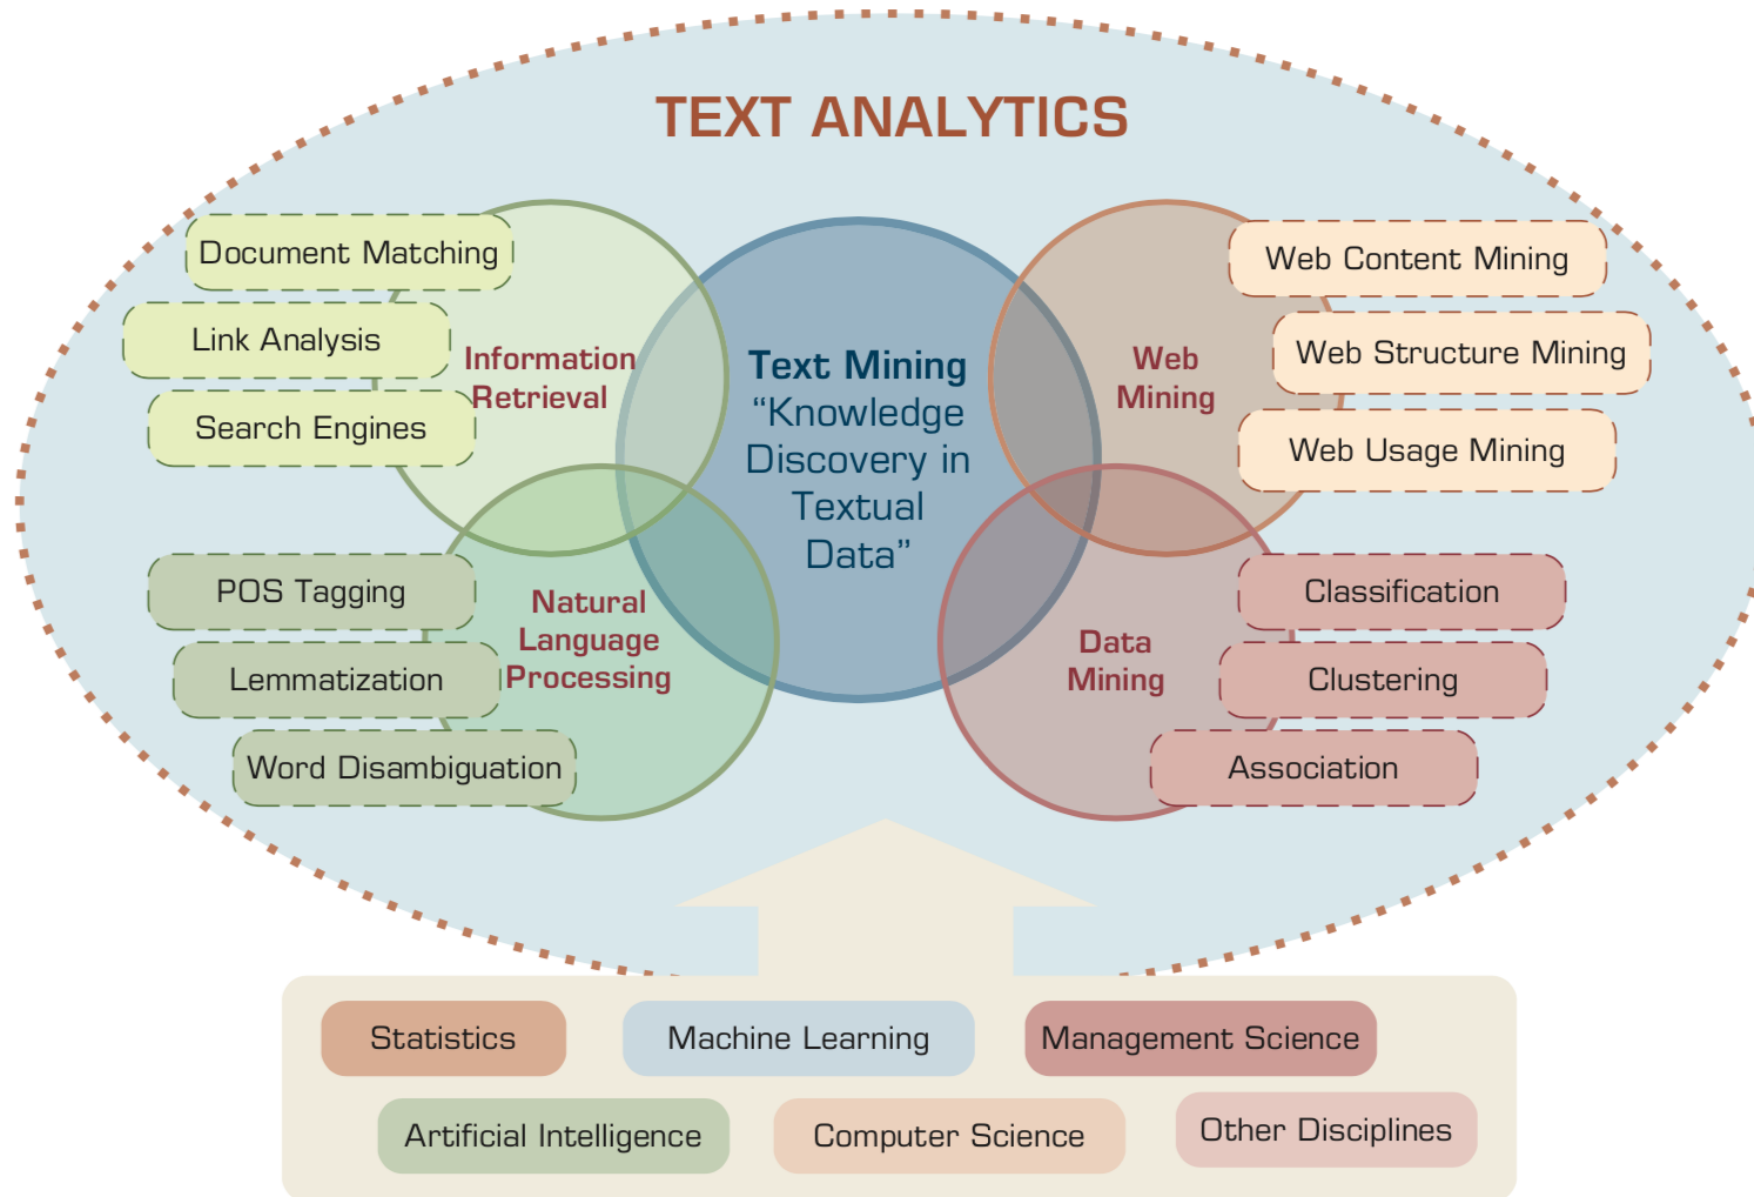 TEXT ANALYTICS
Document Matching
Link Analysis
Search Engines
Information
Retrieval
POS Tagging
Lemmatization
Word Disambiguation
Natural
Language
Processing
Text Mining
“Knowledge
Discovery in
Textual
Data”
Web
Mining
Web Content Mining
Web Structure Mining
Web Usage Mining
Data
Mining
Classification
Clustering
Association
Statistics
Machine Learning
Management Science
Artificial Intelligence
Computer Science
Other Disciplines